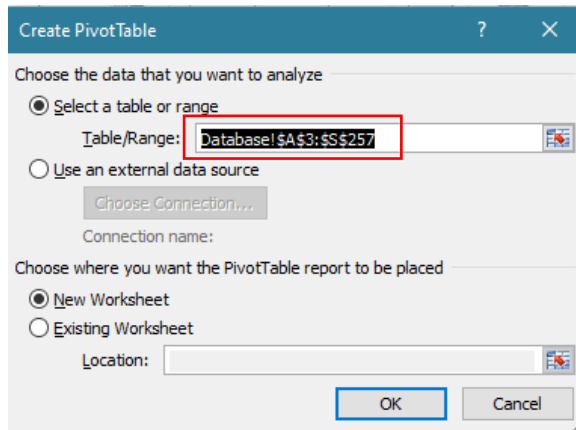 Create PivotTable ? ×
Choose the data that you want to analyze
Select a table or range
Table/Range: Database!$A$3:$S$257
Use an external data source
Choose Connection...
Connection name:
Choose where you want the PivotTable report to be placed
New Worksheet
Existing Worksheet
Location:
OK Cancel